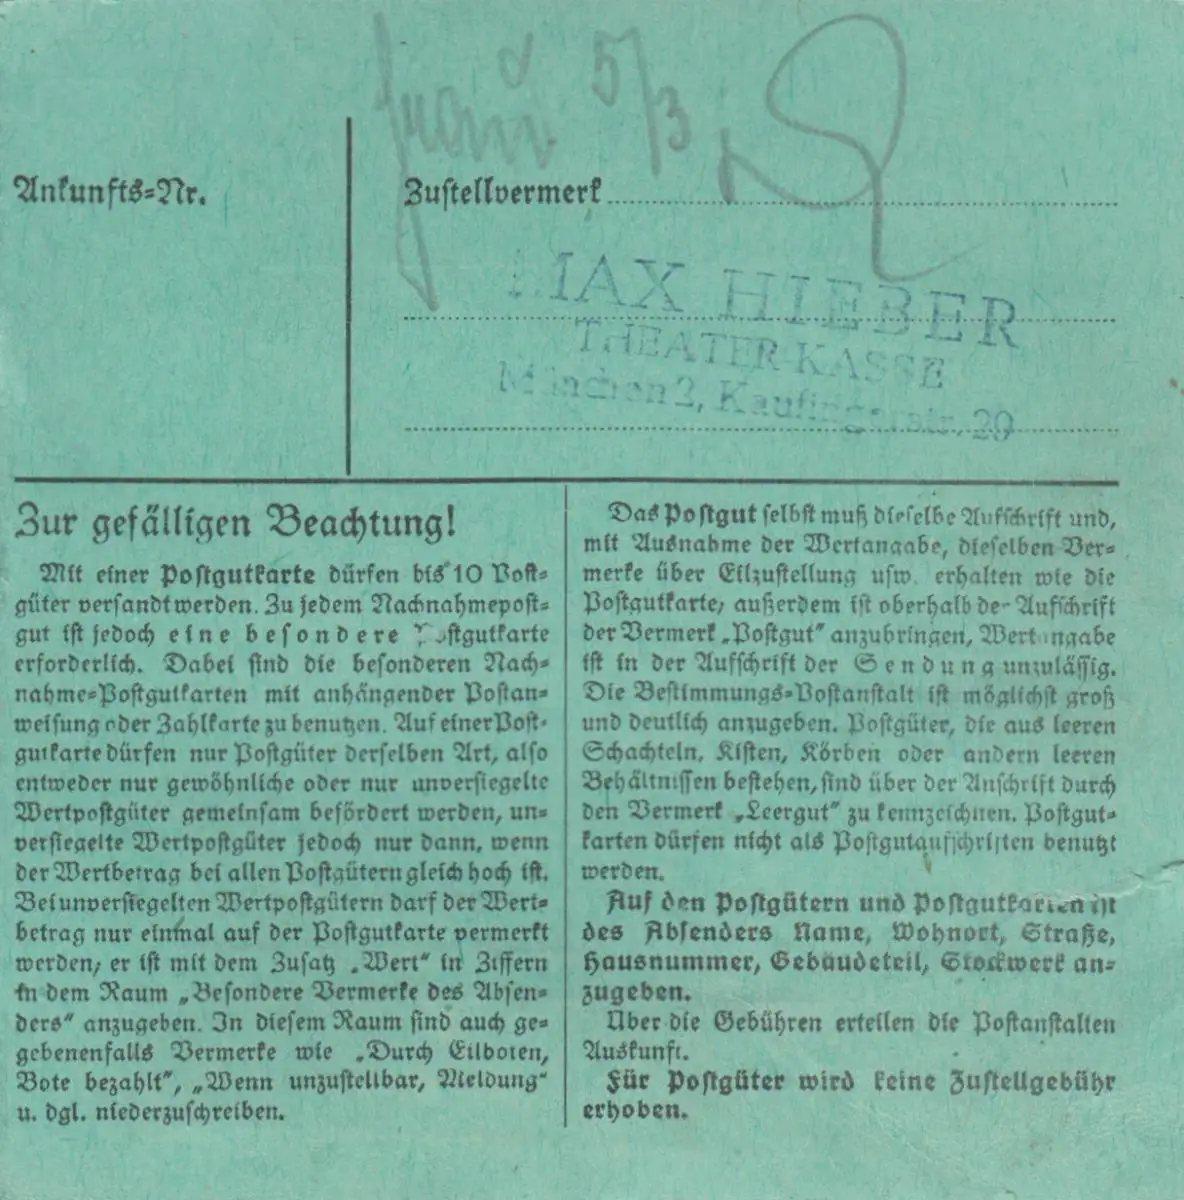 5/3
Ankunfts=Nr.
Zustellvermerk
MAX HIEBER
THEATER-KASSE
München 2, Kaufingerstr. 29
Zur gefälligen Beachtung!
Mit einer Postgutkarte dürfen bis 10 Post=
güter versandt werden. Zu jedem Nachnahmepost=
gut ist jedoch eine besondere Postgutkarte
erforderlich. Dabei sind die besonderen Nach=
nahme=Postgutkarten mit anhängender Postan=
weisung oder Zahlkarte zu benutzen. Auf einer Post=
gutkarte dürfen nur Postgüter derselben Art, also
entweder nur gewöhnliche oder nur unversiegelte
Wertpostgüter gemeinsam befördert werden, un=
versiegelte Wertpostgüter jedoch nur dann, wenn
der Wertbetrag bei allen Postgütern gleich hoch ist.
Bei unversiegelten Wertpostgütern darf der Wert=
betrag nur einmal auf der Postgutkarte vermerkt
werden; er ist mit dem Zusatz „Wert“ in Ziffern
in dem Raum „Besondere Vermerke des Absen=
ders“ anzugeben. In diesem Raum sind auch ge=
gebenenfalls Vermerke wie „Durch Eilboten,
Bote bezahlt“, „Wenn unzustellbar, Meldung“
u. dgl. niederzuschreiben.
Das Postgut selbst muß dieselbe Aufschrift und,
mit Ausnahme der Wertangabe, dieselben Ver=
merke über Eilzustellung usw. erhalten wie die
Postgutkarte; außerdem ist oberhalb der Aufschrift
der Vermerk „Postgut“ anzubringen, Wertangabe
ist in der Aufschrift der Sendung unzulässig.
Die Bestimmungs=Postanstalt ist möglichst groß
und deutlich anzugeben. Postgüter, die aus leeren
Schachteln, Kisten, Körben oder andern leeren
Behältnissen bestehen, sind über der Anschrift durch
den Vermerk „Leergut“ zu kennzeichnen. Postgut=
karten dürfen nicht als Postgutaufschriften benutzt
werden.
Auf den Postgütern und Postgutkarten ist
des Absenders Name, Wohnort, Straße,
Hausnummer, Gebäudeteil, Stockwerk an=
zugeben.
Über die Gebühren erteilen die Postanstalten
Auskunft.
Für Postgüter wird keine Zustellgebühr
erhoben.